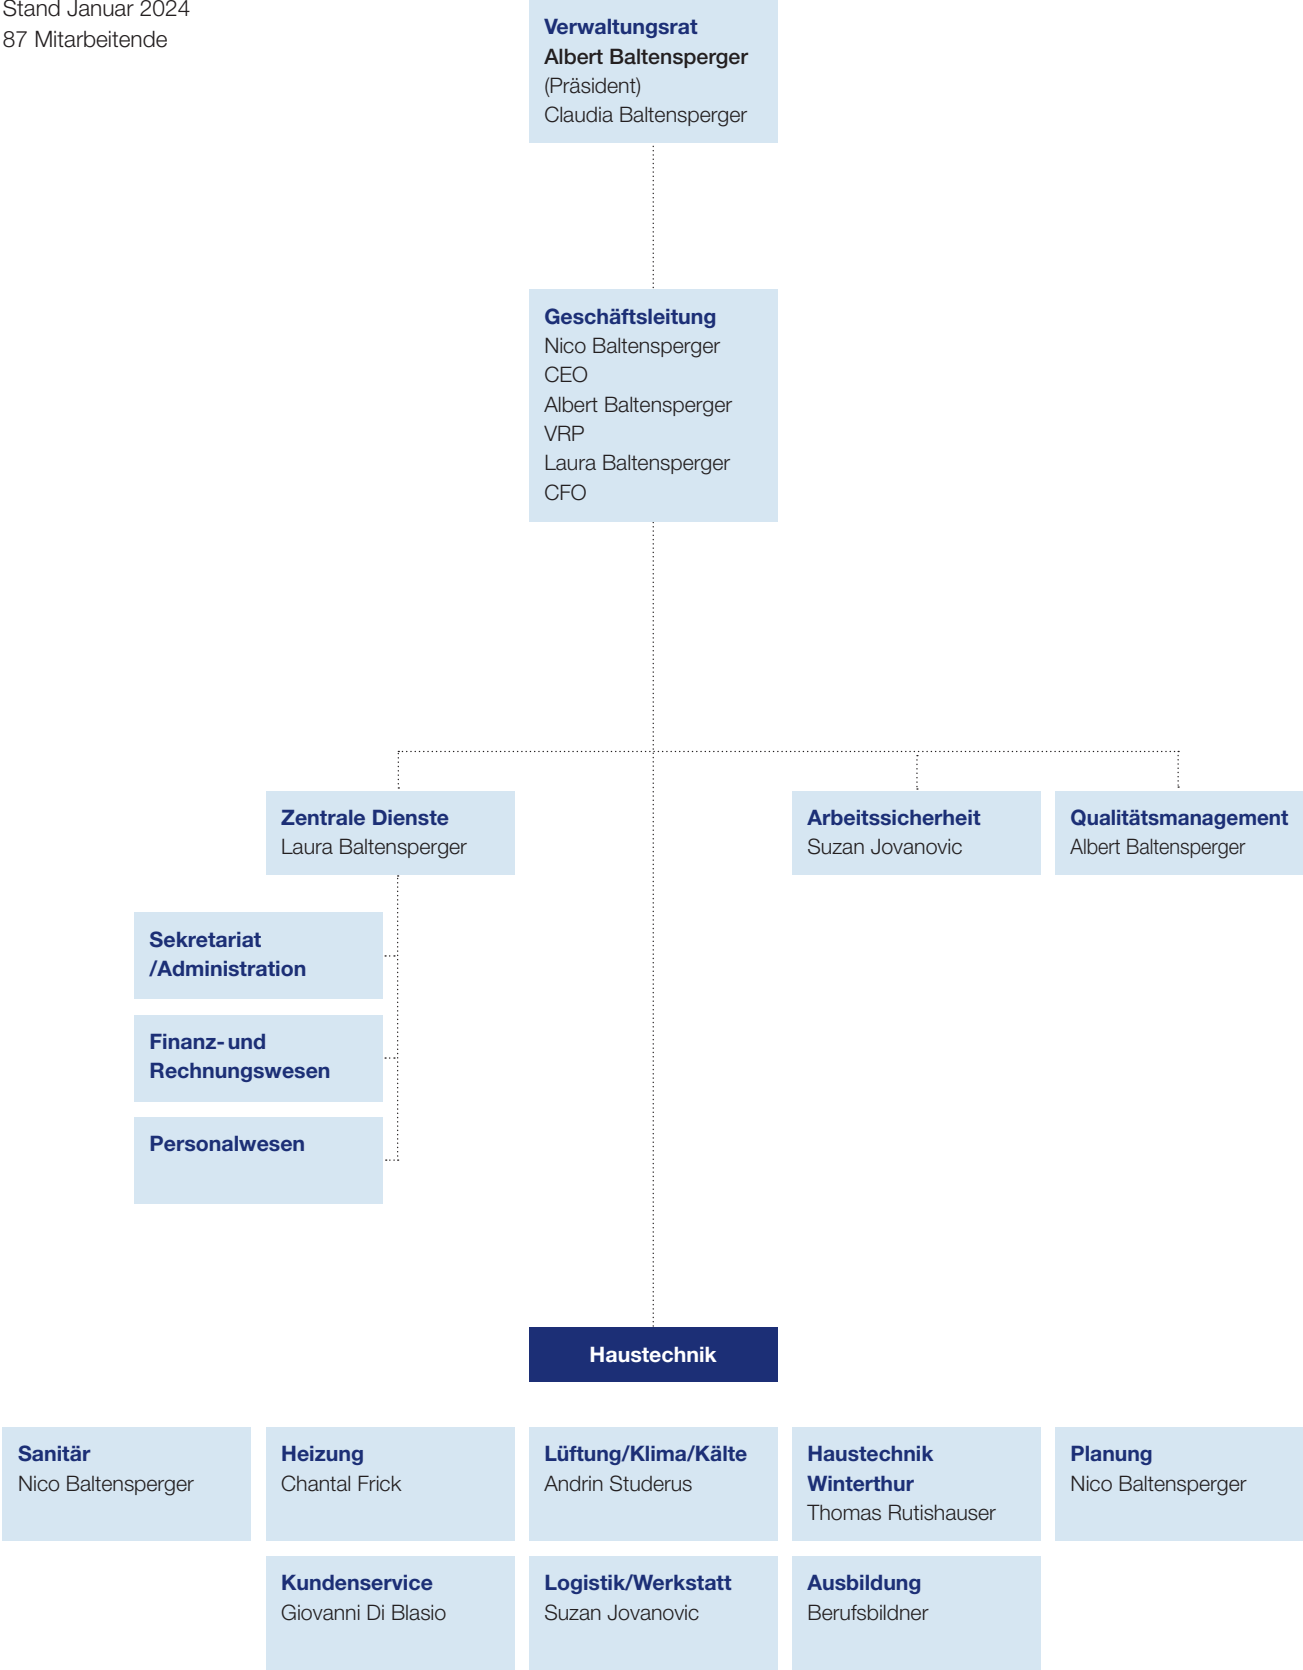 Stand Januar 2024
87 Mitarbeitende
Verwaltungsrat
Albert Baltensperger
(Präsident)
Claudia Baltensperger
Geschäftsleitung
Nico Baltensperger
CEO
Albert Baltensperger
VRP
Laura Baltensperger
CFO
Zentrale Dienste
Laura Baltensperger
Arbeitssicherheit
Suzan Jovanovic
Qualitätsmanagement
Albert Baltensperger
Sekretariat
/Administration
Finanz- und
Rechnungswesen
Personalwesen
Haustechnik
Sanitär
Nico Baltensperger
Heizung
Chantal Frick
Lüftung/Klima/Kälte
Andrin Studerus
Haustechnik
Winterthur
Thomas Rutishauser
Planung
Nico Baltensperger
Kundenservice
Giovanni Di Blasio
Logistik/Werkstatt
Suzan Jovanovic
Ausbildung
Berufsbildner